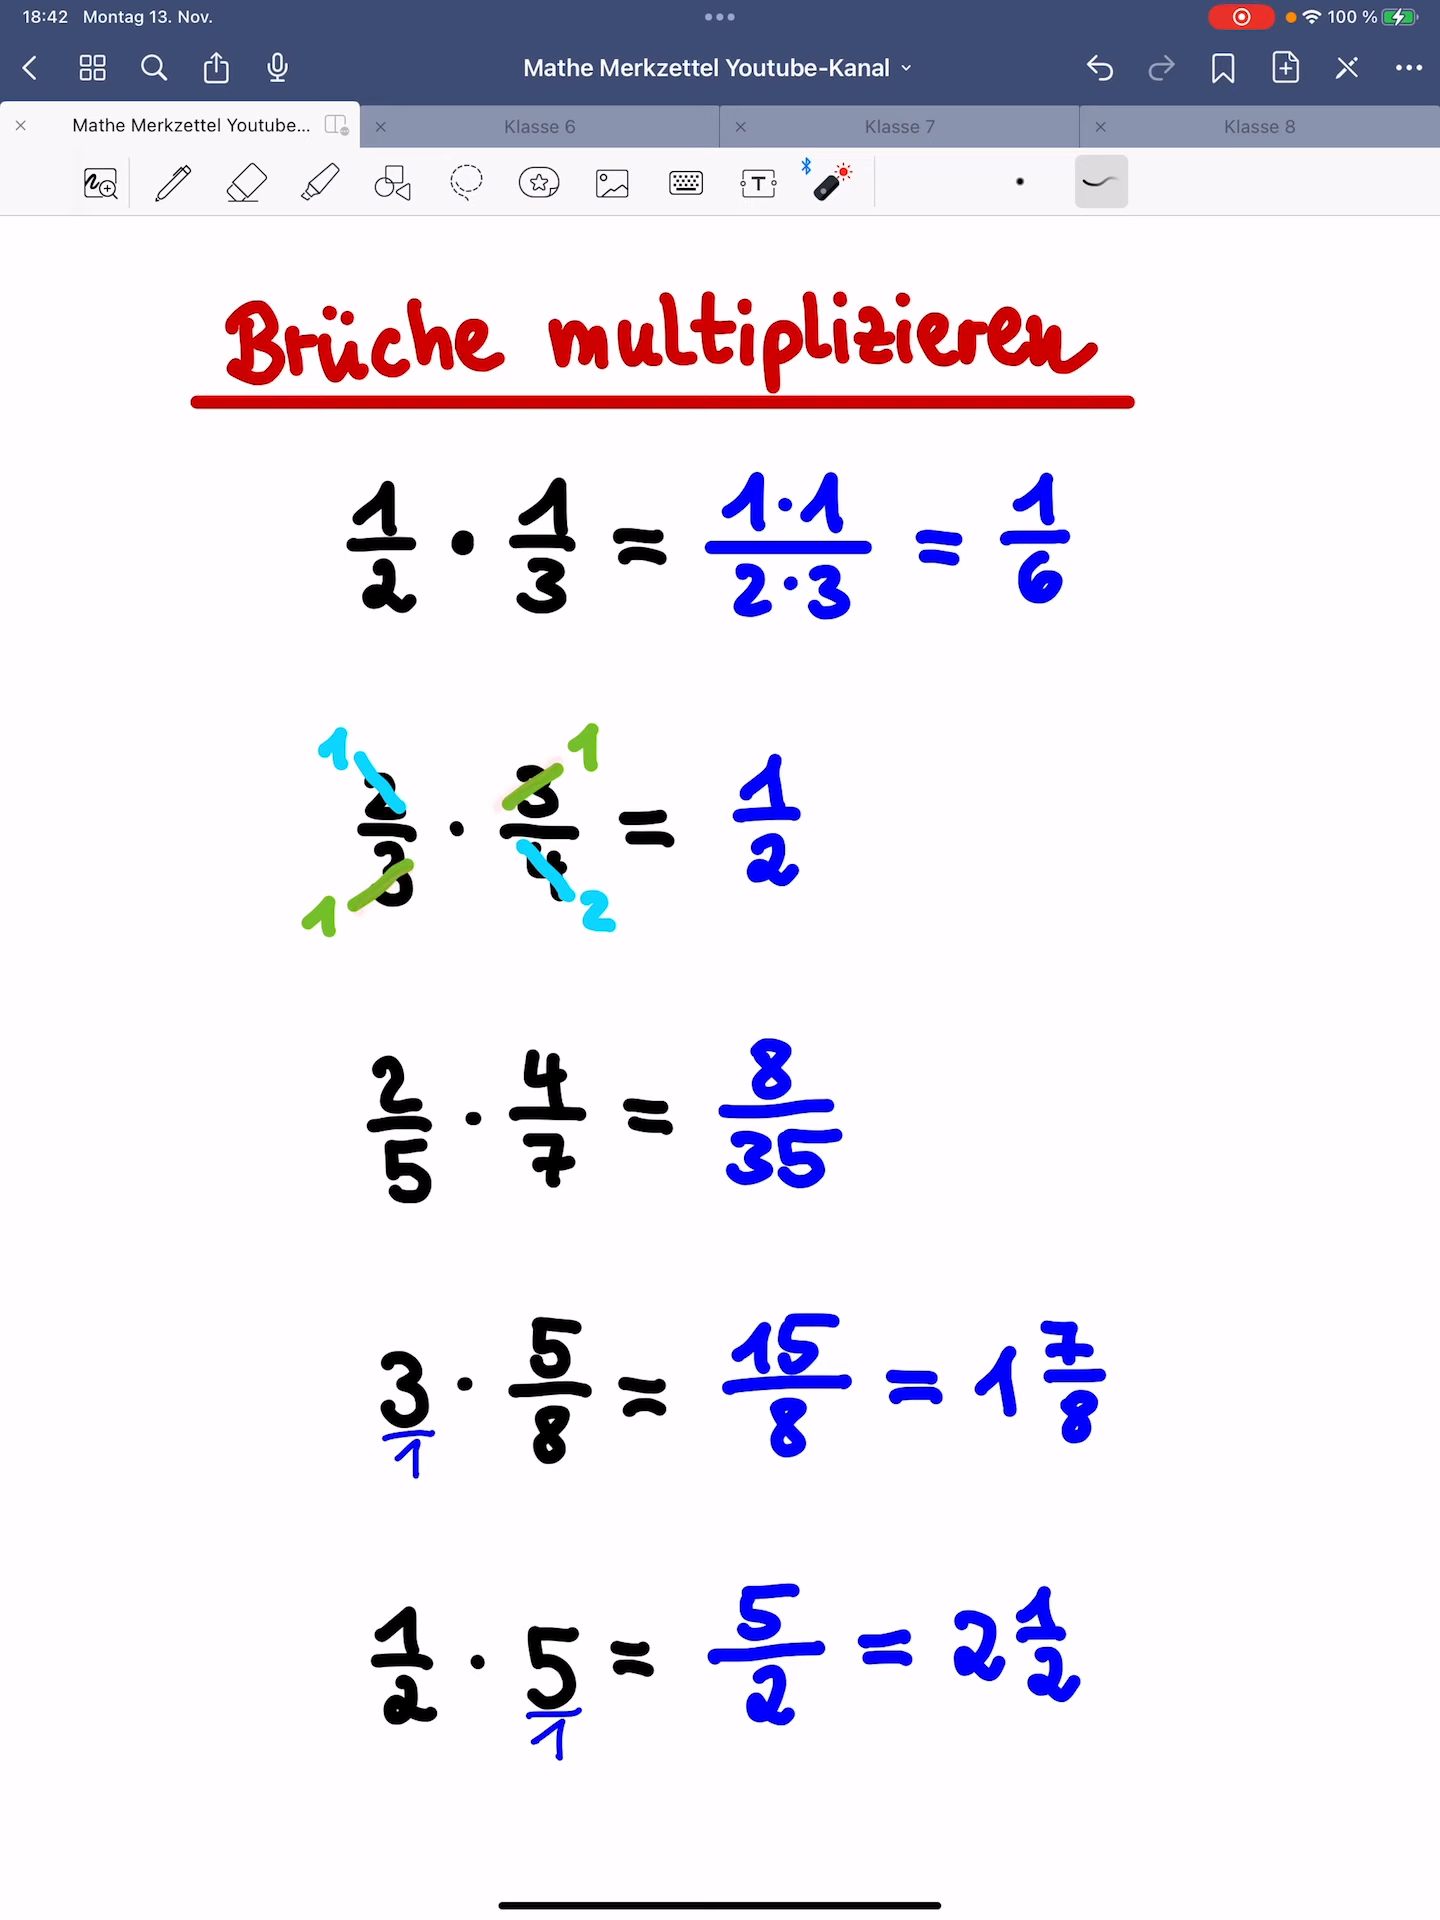 18:42 Montag 13. Nov. 100 %
Mathe Merkzettel Youtube-Kanal
Mathe Merkzettel Youtube... Klasse 6 Klasse 7 Klasse 8
T
Brüche multiplizieren
1/2 · 1/3 = 1·1/2·3 = 1/6
1 1
2/3 · 3/4 = 1/2
1 2
2/5 · 4/7 = 8/35
3/1 · 5/8 = 15/8 = 1 7/8
1/2 · 5/1 = 5/2 = 2 1/2